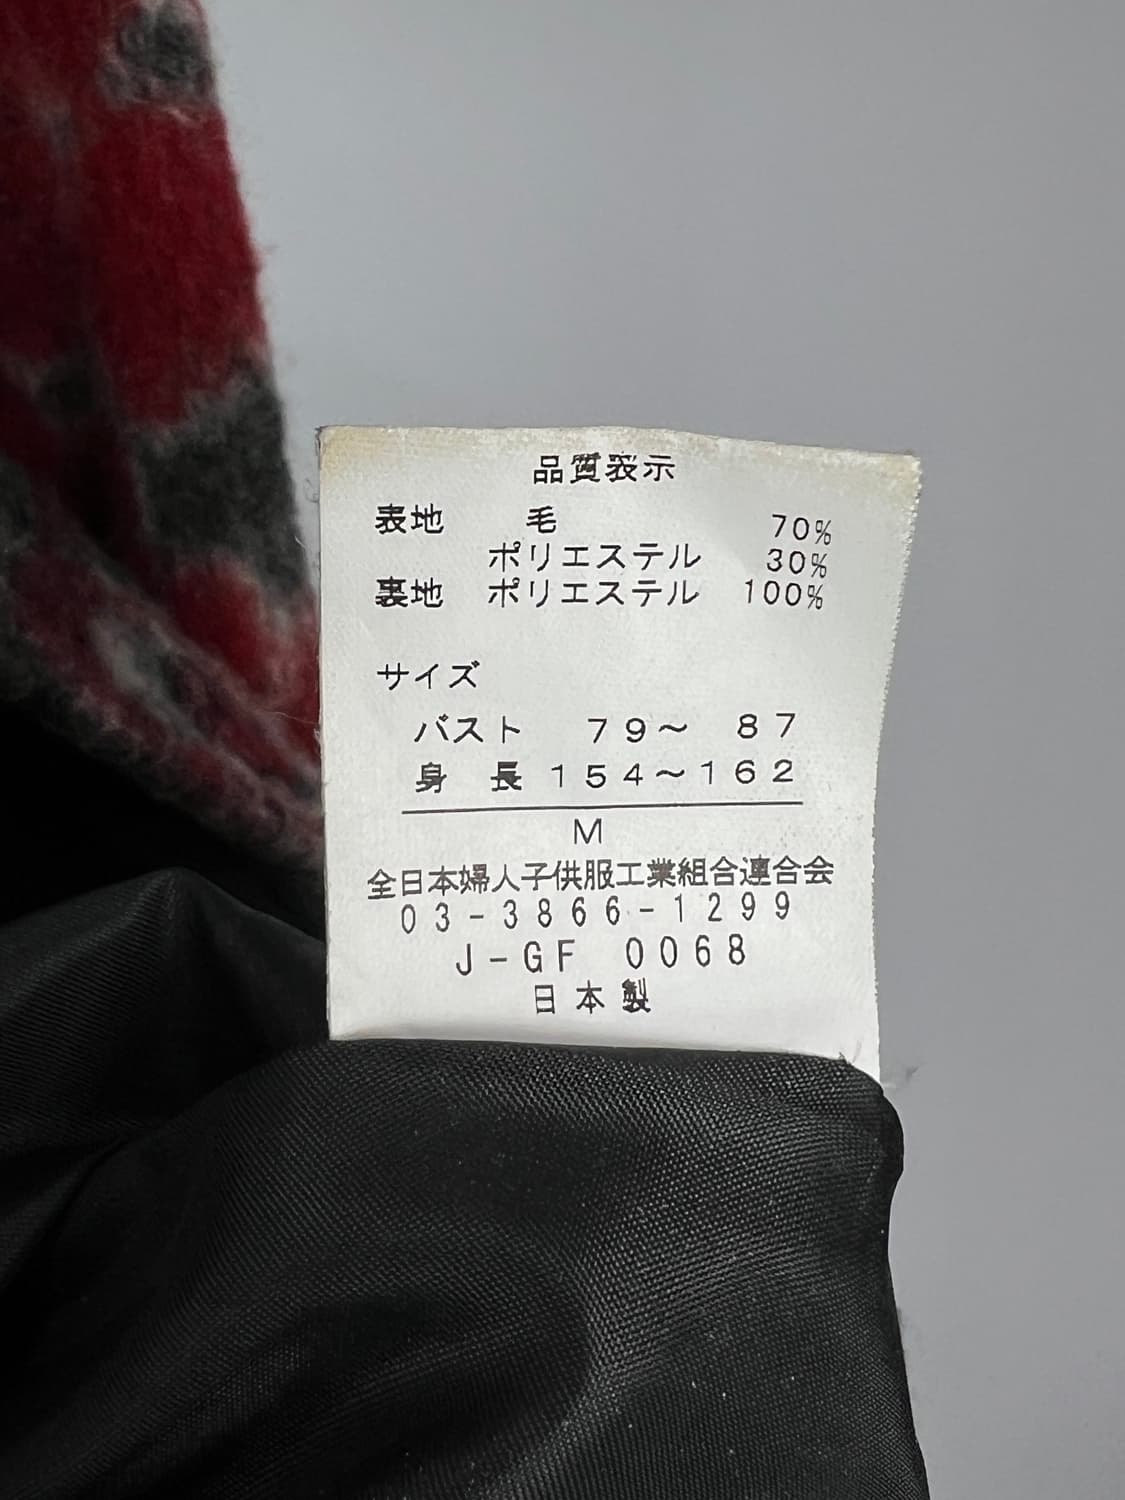 品質表示
表地 毛 70%
ポリエステル 30%
裏地 ポリエステル 100%
サイズ
バスト 79～ 87
身 長 154～162
M
全日本婦人子供服工業組合連合会
03-3866-1299
J-GF 0068
日本製